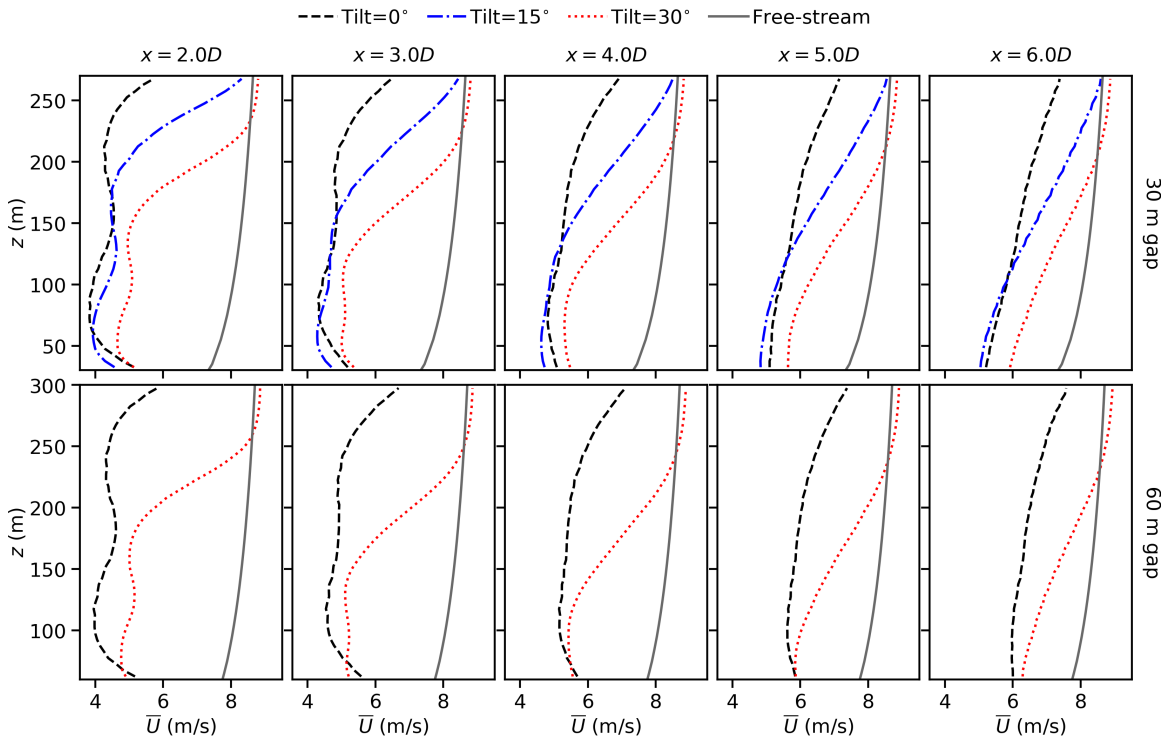 Tilt=0° Tilt=15° Tilt=30° Free-stream
x = 2.0D x = 3.0D x = 4.0D x = 5.0D x = 6.0D
250
200
150
100
50
z (m)
30 m gap
300
250
200
150
100
z (m)
60 m gap
4 6 8 4 6 8 4 6 8 4 6 8 4 6 8
U̅ (m/s) U̅ (m/s) U̅ (m/s) U̅ (m/s) U̅ (m/s)